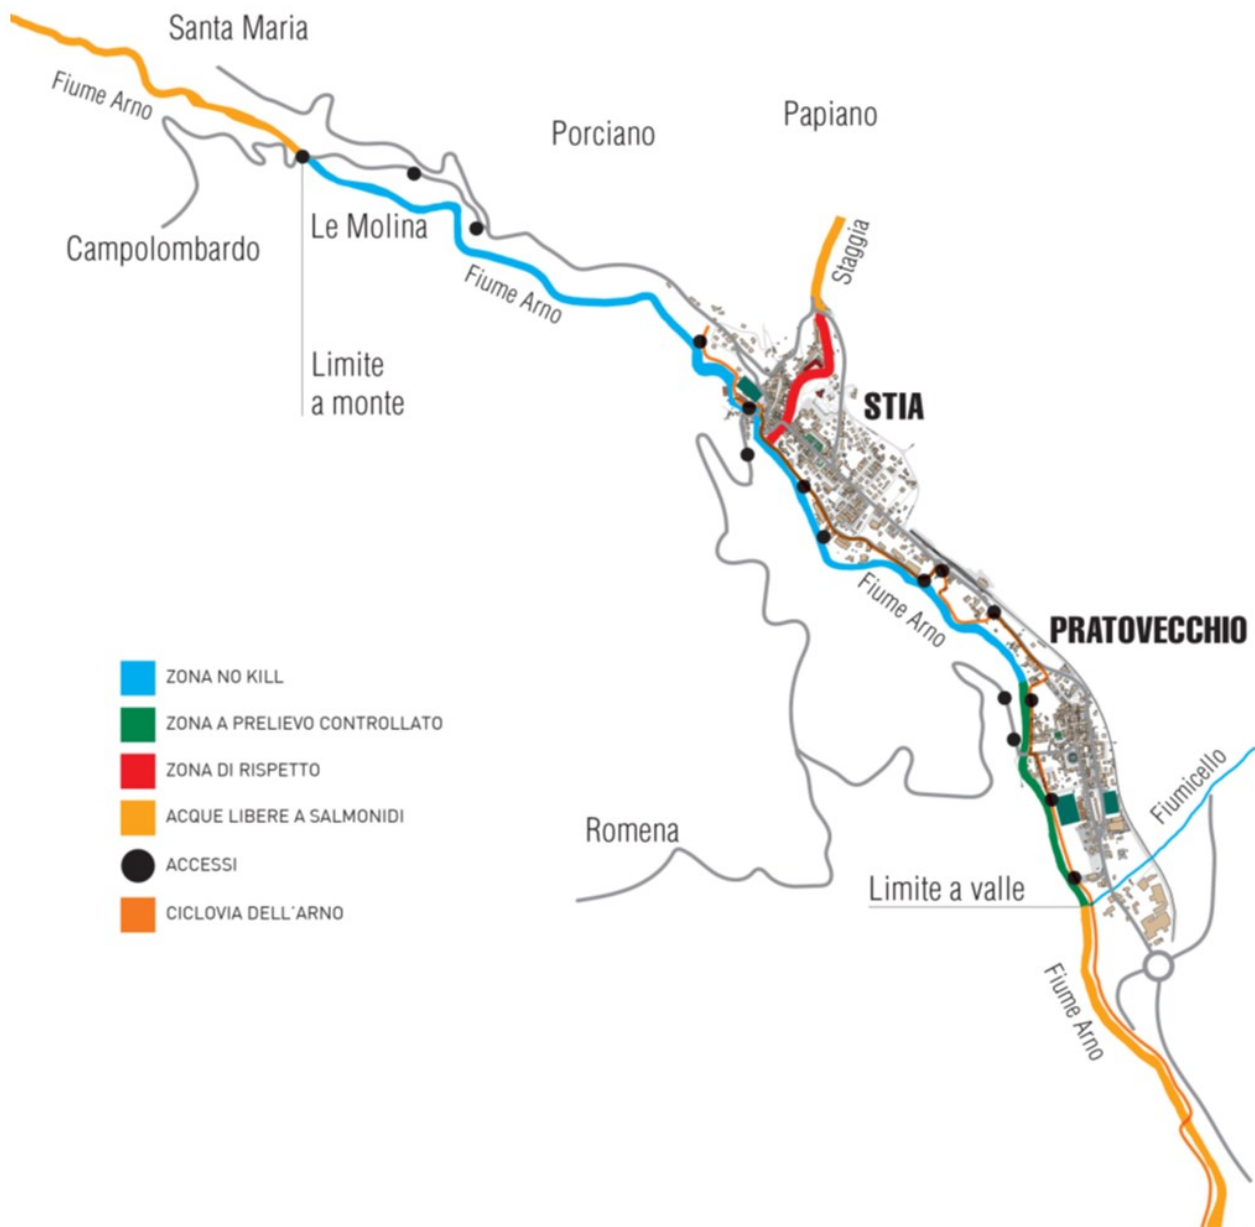 Santa Maria
Fiume Arno
Porciano
Papiano
Campolombardo
Le Molina
Staggia
Fiume Arno
Limite
a monte
STIA
Fiume Arno
PRATOVECCHIO
ZONA NO KILL
ZONA A PRELIEVO CONTROLLATO
ZONA DI RISPETTO
ACQUE LIBERE A SALMONIDI
ACCESSI
CICLOVIA DELL'ARNO
Fiumicello
Romena
Limite a valle
Fiume Arno